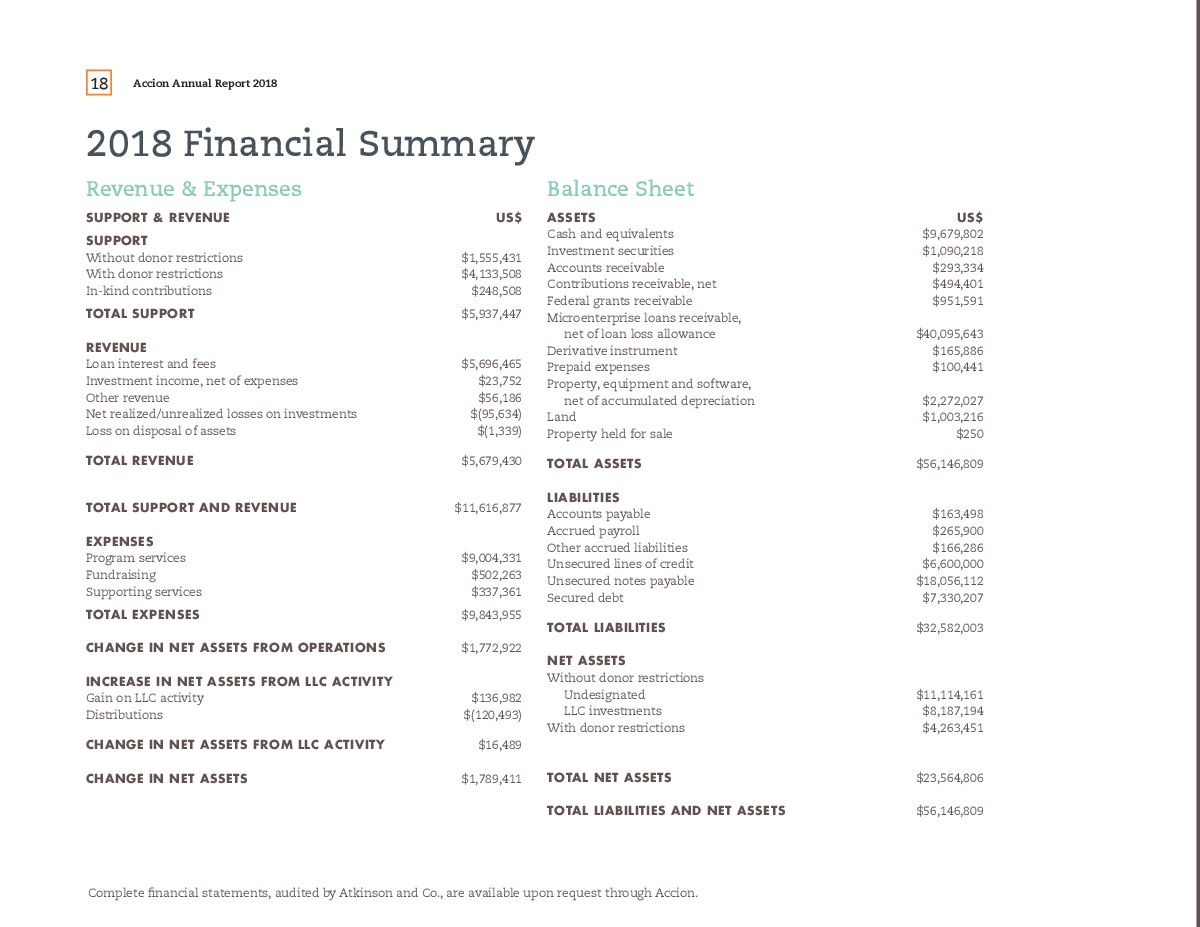 18 Accion Annual Report 2018
2018 Financial Summary
Revenue & Expenses
SUPPORT & REVENUE US$
SUPPORT
Without donor restrictions $1,555,431
With donor restrictions $4,133,508
In-kind contributions $248,508
TOTAL SUPPORT $5,937,447
REVENUE
Loan interest and fees $5,696,465
Investment income, net of expenses $23,752
Other revenue $56,186
Net realized/unrealized losses on investments $(95,634)
Loss on disposal of assets $(1,339)
TOTAL REVENUE $5,679,430
TOTAL SUPPORT AND REVENUE $11,616,877
EXPENSES
Program services $9,004,331
Fundraising $502,263
Supporting services $337,361
TOTAL EXPENSES $9,843,955
CHANGE IN NET ASSETS FROM OPERATIONS $1,772,922
INCREASE IN NET ASSETS FROM LLC ACTIVITY
Gain on LLC activity $136,982
Distributions $(120,493)
CHANGE IN NET ASSETS FROM LLC ACTIVITY $16,489
CHANGE IN NET ASSETS $1,789,411
Balance Sheet
ASSETS US$
Cash and equivalents $9,679,802
Investment securities $1,090,218
Accounts receivable $293,334
Contributions receivable, net $494,401
Federal grants receivable $951,591
Microenterprise loans receivable,
net of loan loss allowance $40,095,643
Derivative instrument $165,886
Prepaid expenses $100,441
Property, equipment and software,
net of accumulated depreciation $2,272,027
Land $1,003,216
Property held for sale $250
TOTAL ASSETS $56,146,809
LIABILITIES
Accounts payable $163,498
Accrued payroll $265,900
Other accrued liabilities $166,286
Unsecured lines of credit $6,600,000
Unsecured notes payable $18,056,112
Secured debt $7,330,207
TOTAL LIABILITIES $32,582,003
NET ASSETS
Without donor restrictions
Undesignated $11,114,161
LLC investments $8,187,194
With donor restrictions $4,263,451
TOTAL NET ASSETS $23,564,806
TOTAL LIABILITIES AND NET ASSETS $56,146,809
Complete financial statements, audited by Atkinson and Co., are available upon request through Accion.